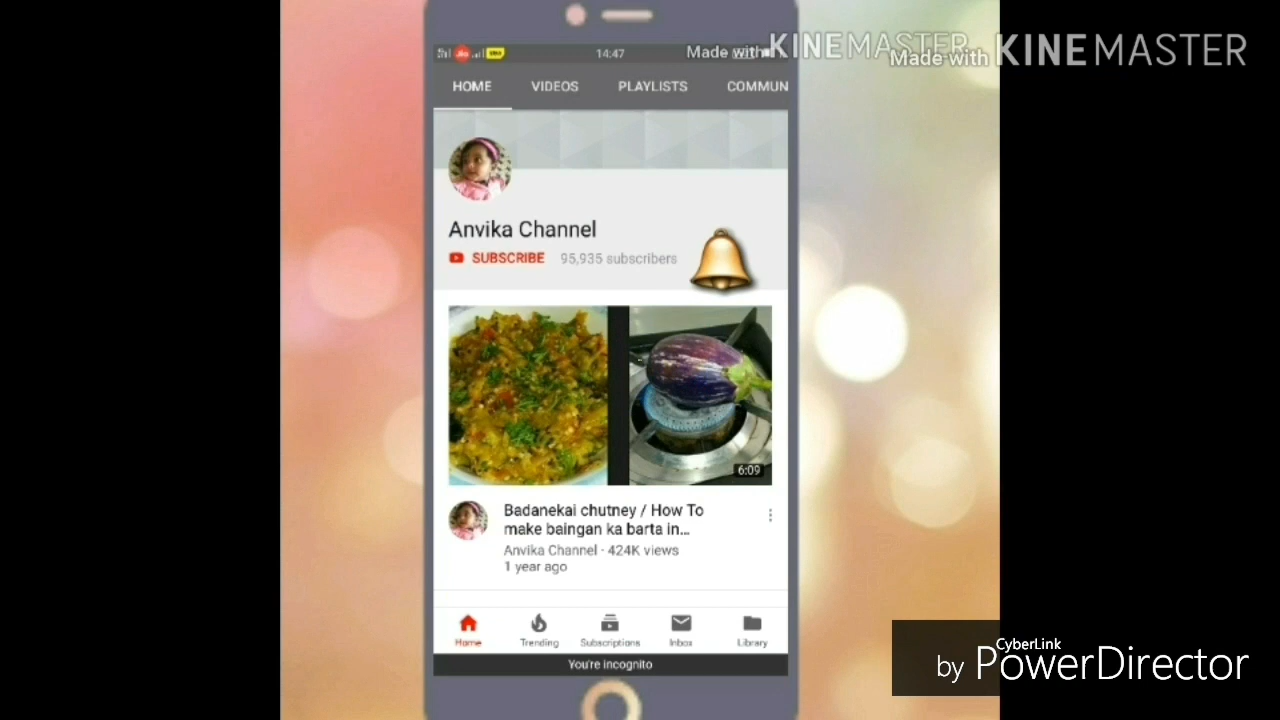 14:47
Made with KINEMASTER
Made with KINEMASTER
HOME VIDEOS PLAYLISTS COMMUN
Anvika Channel
SUBSCRIBE 95,935 subscribers
6:09
Badanekai chutney / How To
make baingan ka barta in...
Anvika Channel · 424K views
1 year ago
Home Trending Subscriptions Inbox Library
You're incognito
CyberLink
by PowerDirector